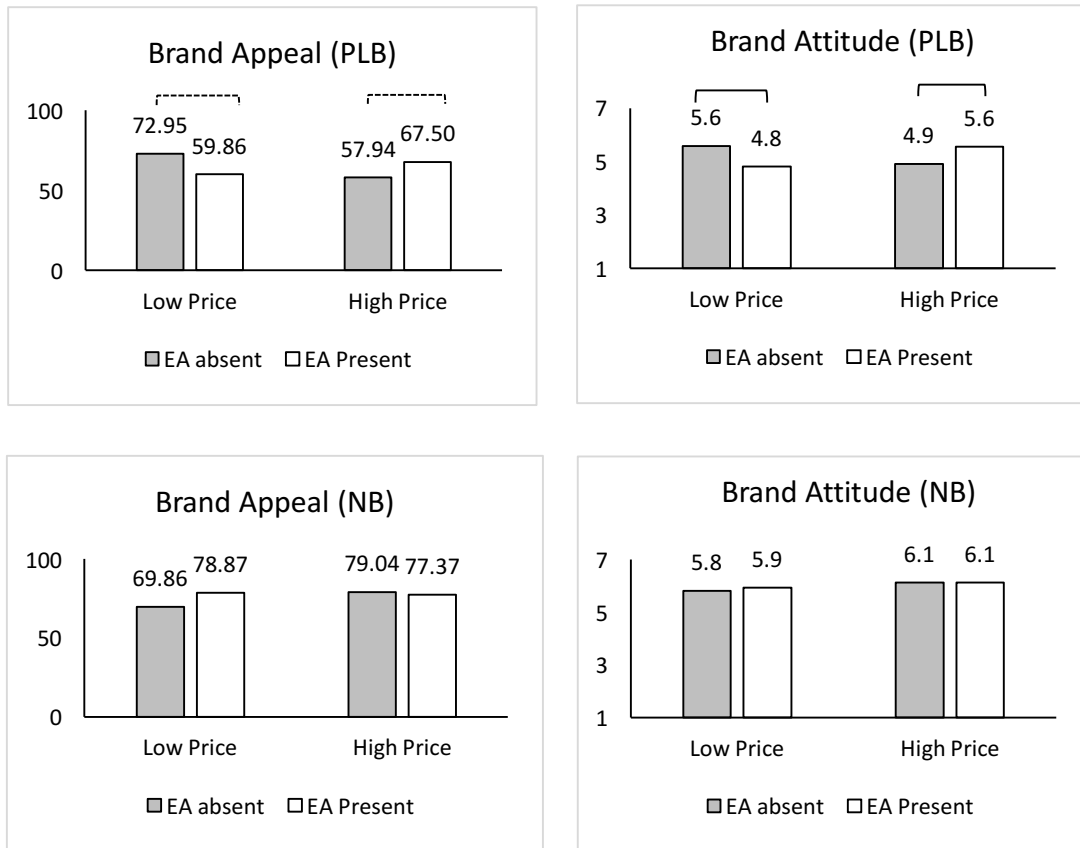 Brand Appeal (PLB)
100
50
0
72.95
59.86
57.94
67.50
Low Price
High Price
EA absent
EA Present
Brand Attitude (PLB)
7
5
3
1
5.6
4.8
4.9
5.6
Low Price
High Price
EA absent
EA Present
Brand Appeal (NB)
100
50
0
69.86
78.87
79.04
77.37
Low Price
High Price
EA absent
EA Present
Brand Attitude (NB)
7
5
3
1
5.8
5.9
6.1
6.1
Low Price
High Price
EA absent
EA Present